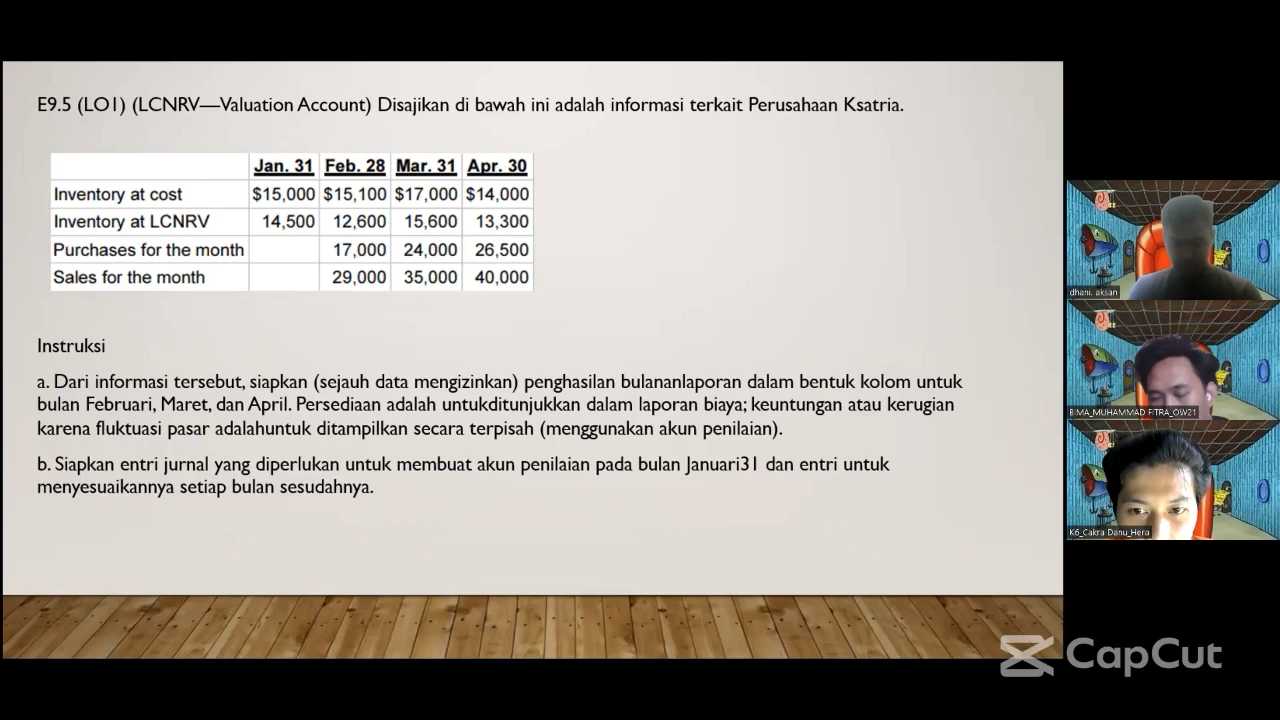 E9.5 (LO1) (LCNRV—Valuation Account) Disajikan di bawah ini adalah informasi terkait Perusahaan Ksatria.
Jan. 31 Feb. 28 Mar. 31 Apr. 30
Inventory at cost $15,000 $15,100 $17,000 $14,000
Inventory at LCNRV 14,500 12,600 15,600 13,300
Purchases for the month 17,000 24,000 26,500
Sales for the month 29,000 35,000 40,000
Instruksi
a. Dari informasi tersebut, siapkan (sejauh data mengizinkan) penghasilan bulananlaporan dalam bentuk kolom untuk
bulan Februari, Maret, dan April. Persediaan adalah untukditunjukkan dalam laporan biaya; keuntungan atau kerugian
karena fluktuasi pasar adalahuntuk ditampilkan secara terpisah (menggunakan akun penilaian).
b. Siapkan entri jurnal yang diperlukan untuk membuat akun penilaian pada bulan Januari31 dan entri untuk
menyesuaikannya setiap bulan sesudahnya.
dhani. aksan
BIMA_MUHAMMAD FITRA_OW21
K6_Cakra Danu_Hera
CapCut